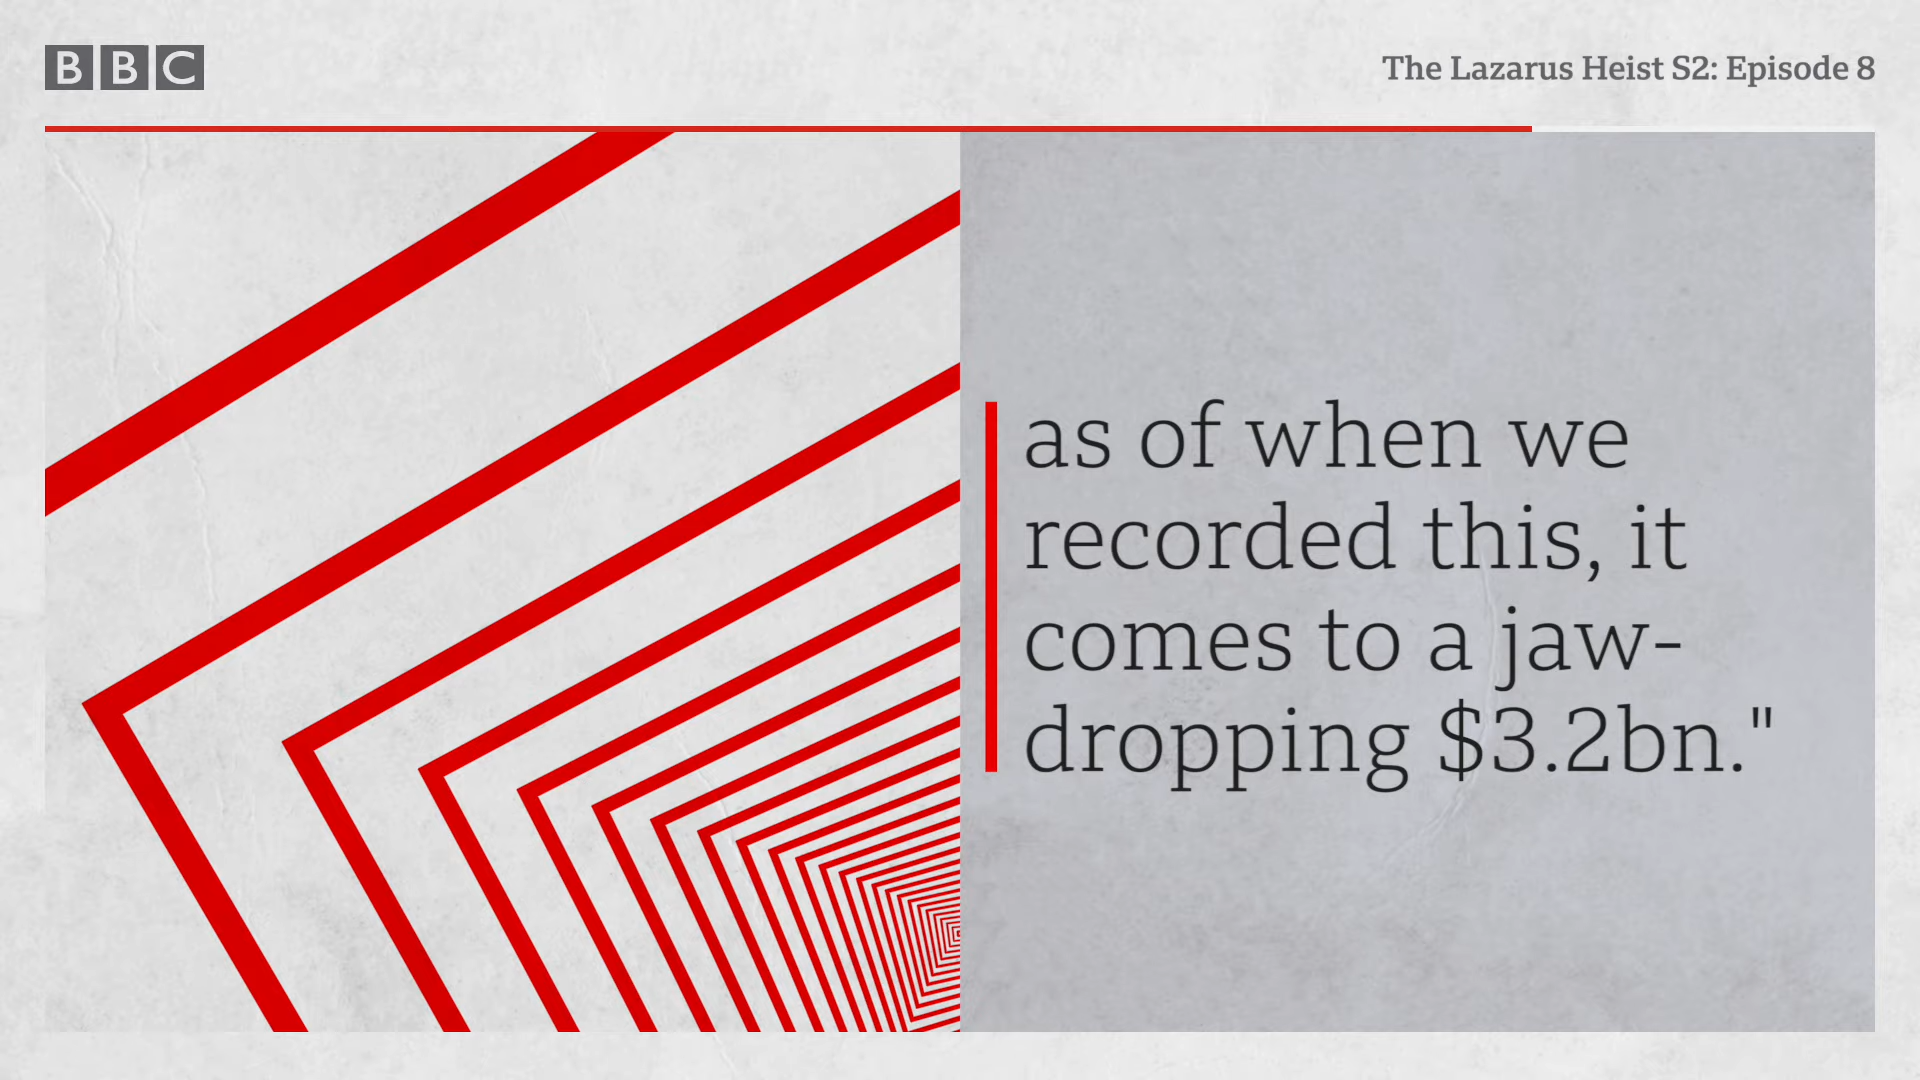 BBC
The Lazarus Heist S2: Episode 8
as of when we
recorded this, it
comes to a jaw-
dropping $3.2bn."